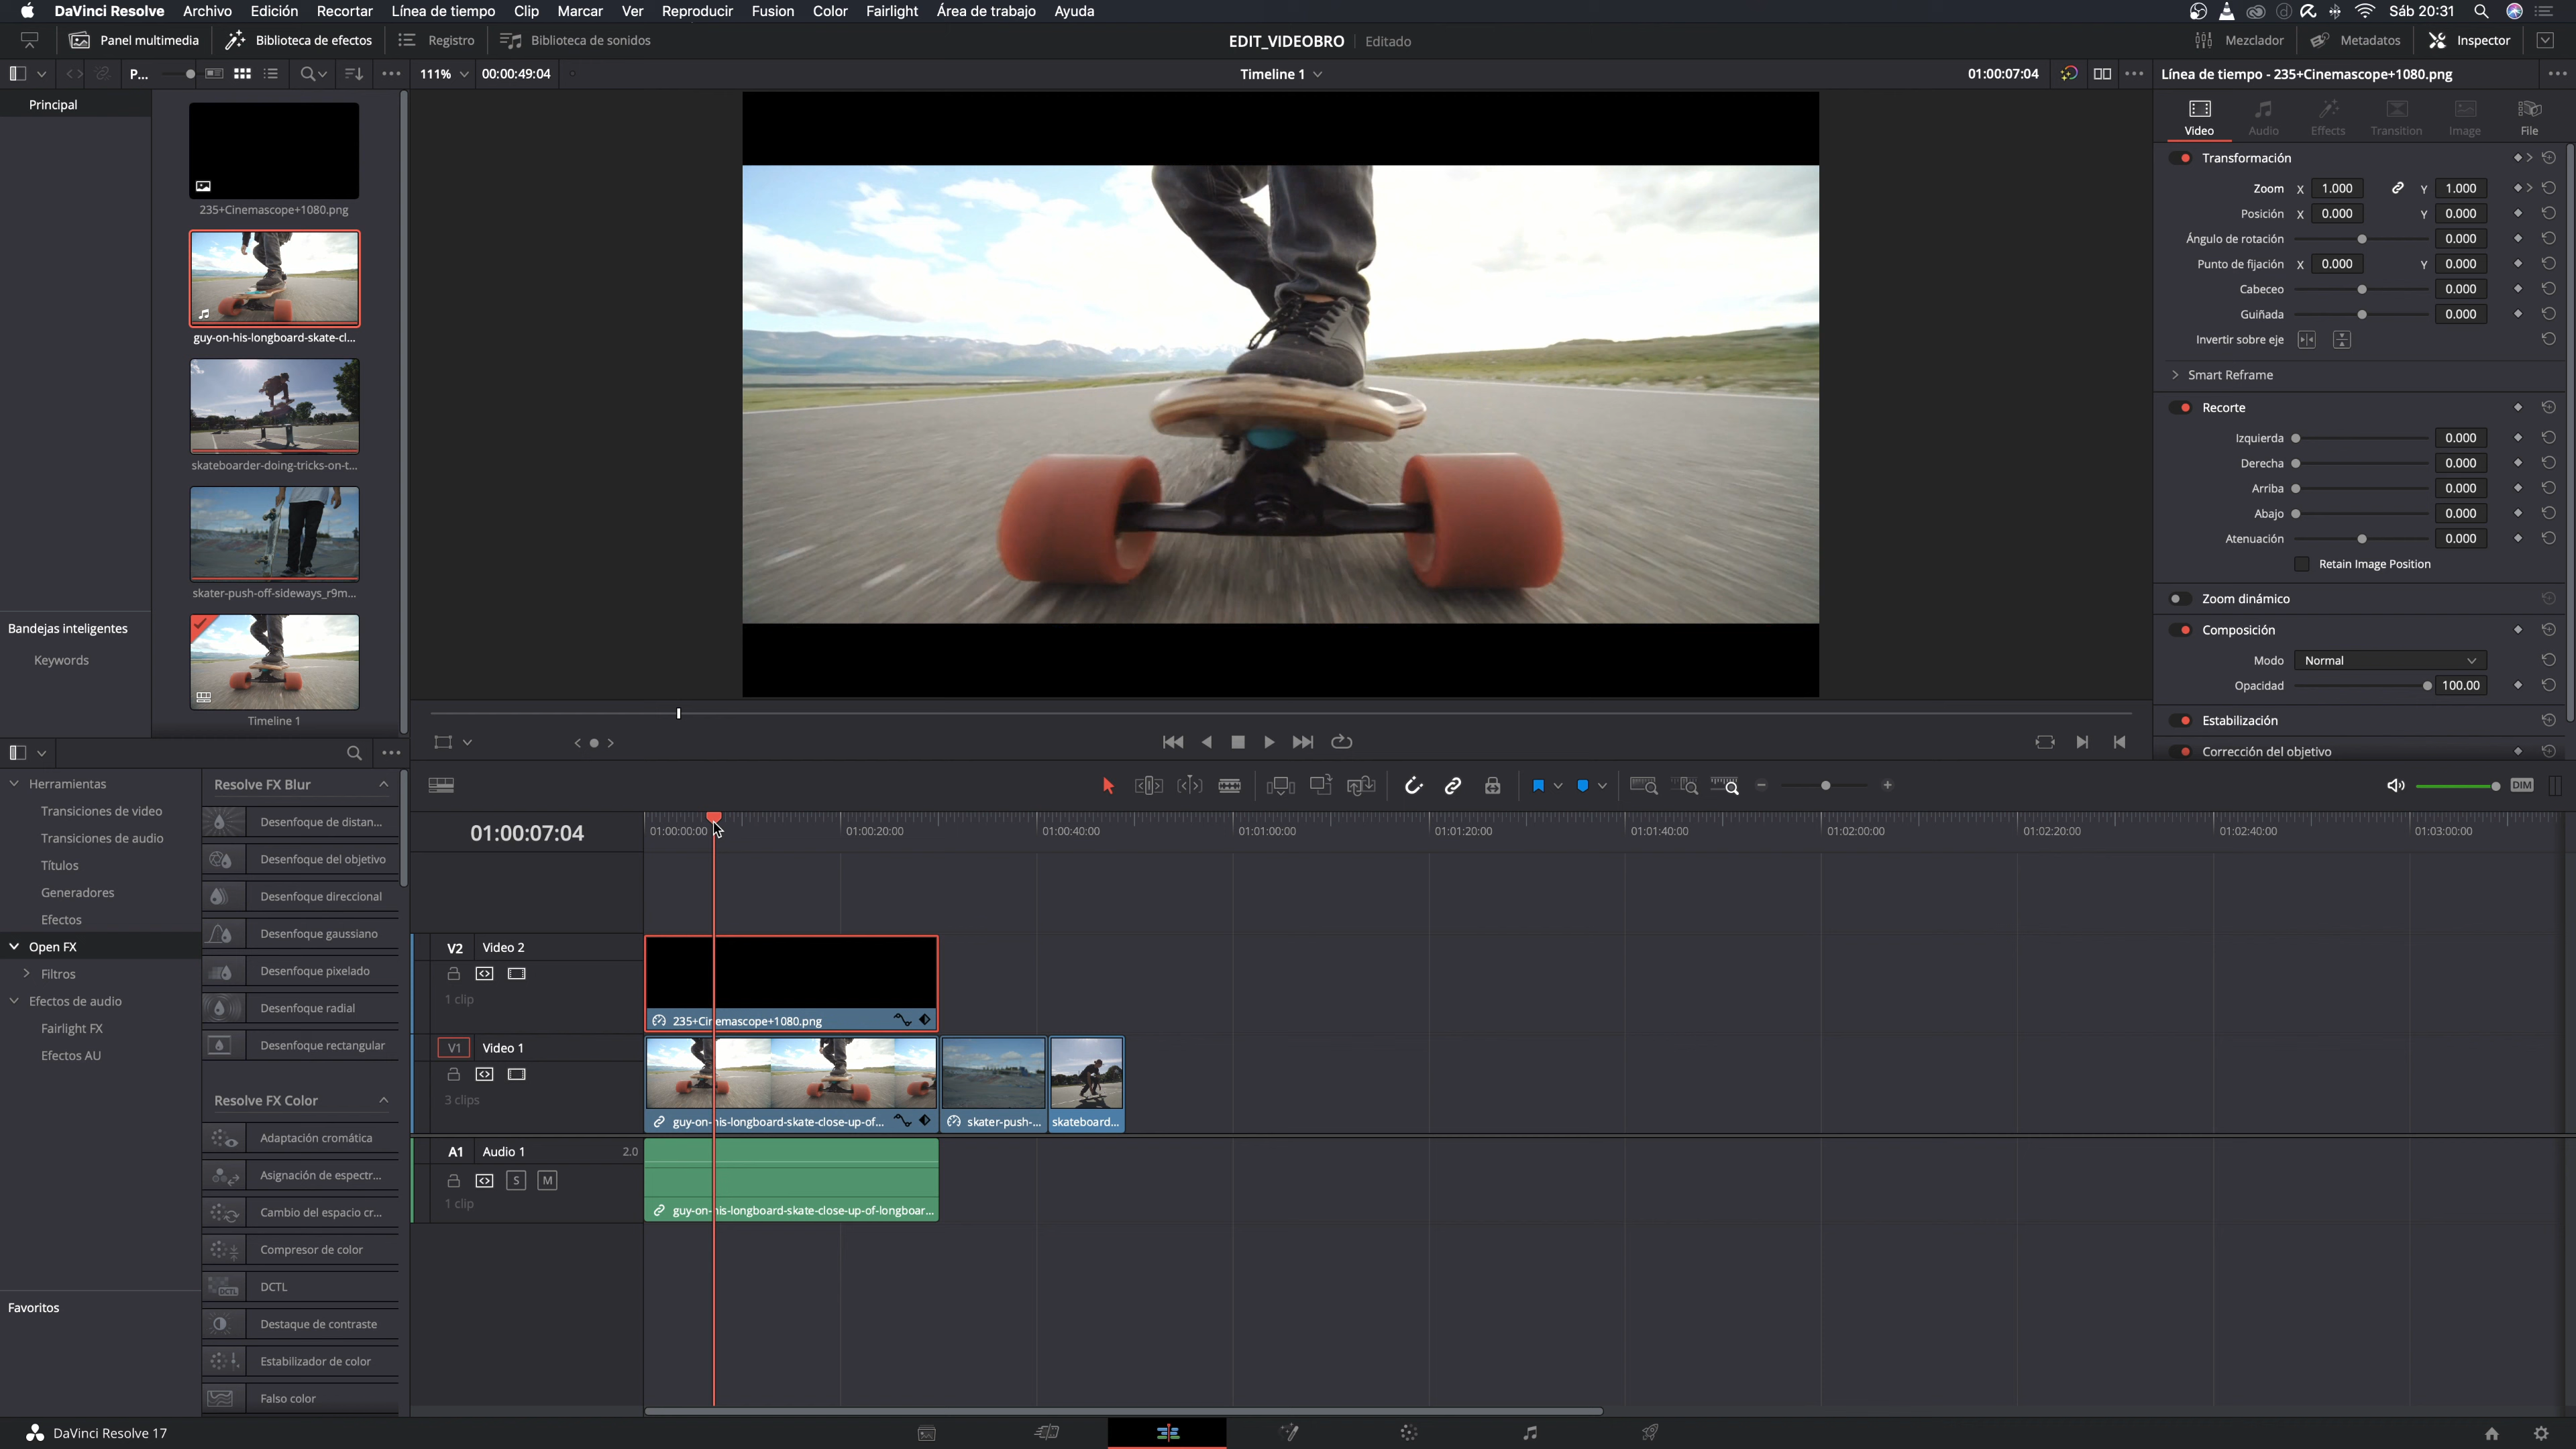 DaVinci Resolve Archivo Edición Recortar Línea de tiempo Clip Marcar Ver Reproducir Fusion Color Fairlight Área de trabajo Ayuda Sáb 20:31
Panel multimedia Biblioteca de efectos Registro Biblioteca de sonidos EDIT_VIDEOBRO Editado Mezclador Metadatos Inspector
P... 111% 00:00:49:04 Timeline 1 01:00:07:04 Línea de tiempo - 235+Cinemascope+1080.png
Principal
235+Cinemascope+1080.png
guy-on-his-longboard-skate-cl...
skateboarder-doing-tricks-on-t...
skater-push-off-sideways_r9m...
Timeline 1
Bandejas inteligentes
Keywords
Video Audio Effects Transition Image File
Transformación
Zoom X 1.000 Y 1.000
Posición X 0.000 Y 0.000
Ángulo de rotación 0.000
Punto de fijación X 0.000 Y 0.000
Cabeceo 0.000
Guiñada 0.000
Invertir sobre eje
Smart Reframe
Recorte
Izquierda 0.000
Derecha 0.000
Arriba 0.000
Abajo 0.000
Atenuación 0.000
Retain Image Position
Zoom dinámico
Composición
Modo Normal
Opacidad 100.00
Estabilización
Corrección del objetivo
Herramientas
Transiciones de video
Transiciones de audio
Títulos
Generadores
Efectos
Open FX
Filtros
Efectos de audio
Fairlight FX
Efectos AU
Favoritos
Resolve FX Blur
Desenfoque de distan...
Desenfoque del objetivo
Desenfoque direccional
Desenfoque gaussiano
Desenfoque pixelado
Desenfoque radial
Desenfoque rectangular
Resolve FX Color
Adaptación cromática
Asignación de espectr...
Cambio del espacio cr...
Compresor de color
DCTL
Destaque de contraste
Estabilizador de color
Falso color
DIM
01:00:07:04
01:00:00:00 01:00:20:00 01:00:40:00 01:01:00:00 01:01:20:00 01:01:40:00 01:02:00:00 01:02:20:00 01:02:40:00 01:03:00:00
V2 Video 2
1 clip
235+Cinemascope+1080.png
V1 Video 1
3 clips
guy-on-his-longboard-skate-close-up-of... skater-push-... skateboard...
A1 Audio 1 2.0
S M
1 clip
guy-on-his-longboard-skate-close-up-of-longboar...
DaVinci Resolve 17